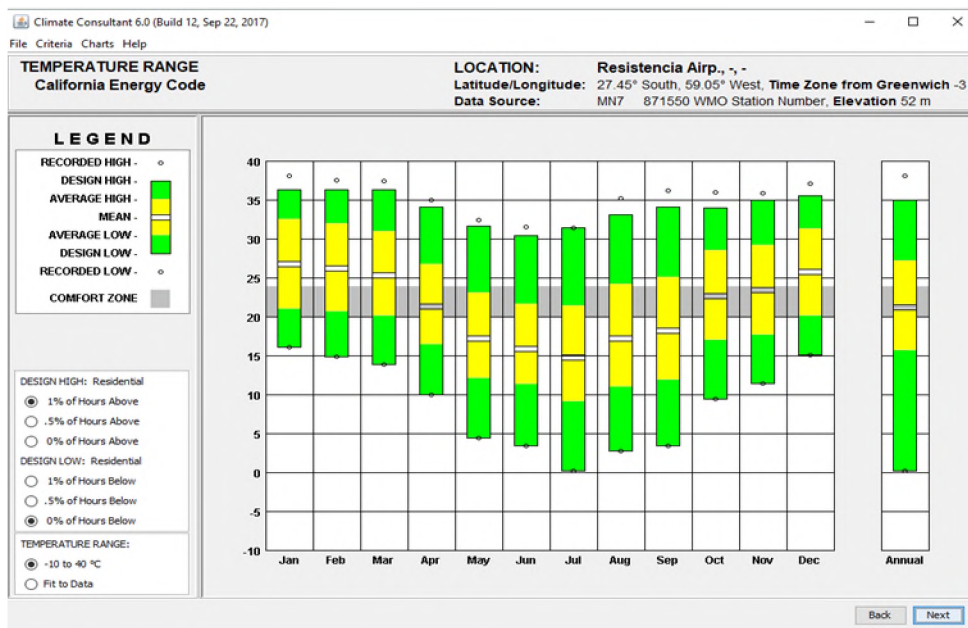 Climate Consultant 6.0 (Build 12, Sep 22, 2017)
File Criteria Charts Help
TEMPERATURE RANGE
California Energy Code
LOCATION: Resistencia Airp., -, -
Latitude/Longitude: 27.45° South, 59.05° West, Time Zone from Greenwich -3
Data Source: MN7 871550 WMO Station Number, Elevation 52 m
LEGEND
RECORDED HIGH -
DESIGN HIGH -
AVERAGE HIGH -
MEAN -
AVERAGE LOW -
DESIGN LOW -
RECORDED LOW -
COMFORT ZONE
DESIGN HIGH: Residential
1% of Hours Above
.5% of Hours Above
0% of Hours Above
DESIGN LOW: Residential
1% of Hours Below
.5% of Hours Below
0% of Hours Below
TEMPERATURE RANGE:
-10 to 40 °C
Fit to Data
40
35
30
25
20
15
10
5
0
-5
-10
Jan Feb Mar Apr May Jun Jul Aug Sep Oct Nov Dec Annual
Back Next